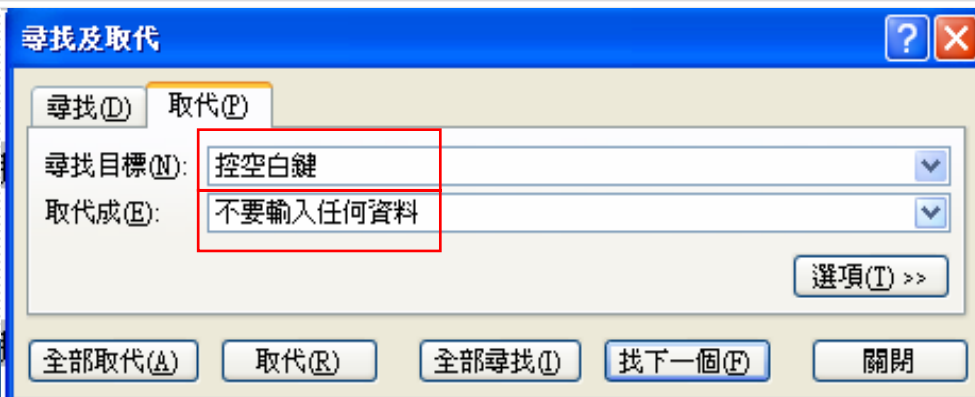 尋找及取代
尋找(D) 取代(P)
尋找目標(N): 控空白鍵
取代成(E): 不要輸入任何資料
選項(T) >>
全部取代(A) 取代(R) 全部尋找(I) 找下一個(F) 關閉